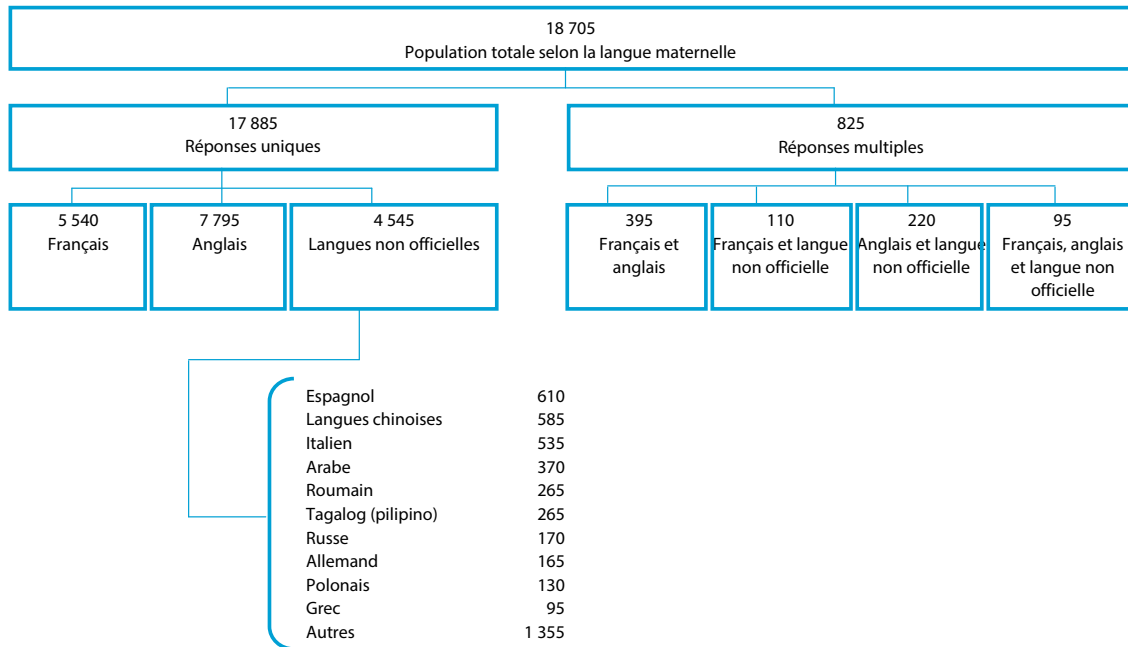 18 705
Population totale selon la langue maternelle
17 885
Réponses uniques
825
Réponses multiples
5 540
Français
7 795
Anglais
4 545
Langues non officielles
395
Français et
anglais
110
Français et langue
non officielle
220
Anglais et langue
non officielle
95
Français, anglais
et langue non
officielle
Espagnol 610
Langues chinoises 585
Italien 535
Arabe 370
Roumain 265
Tagalog (pilipino) 265
Russe 170
Allemand 165
Polonais 130
Grec 95
Autres 1 355